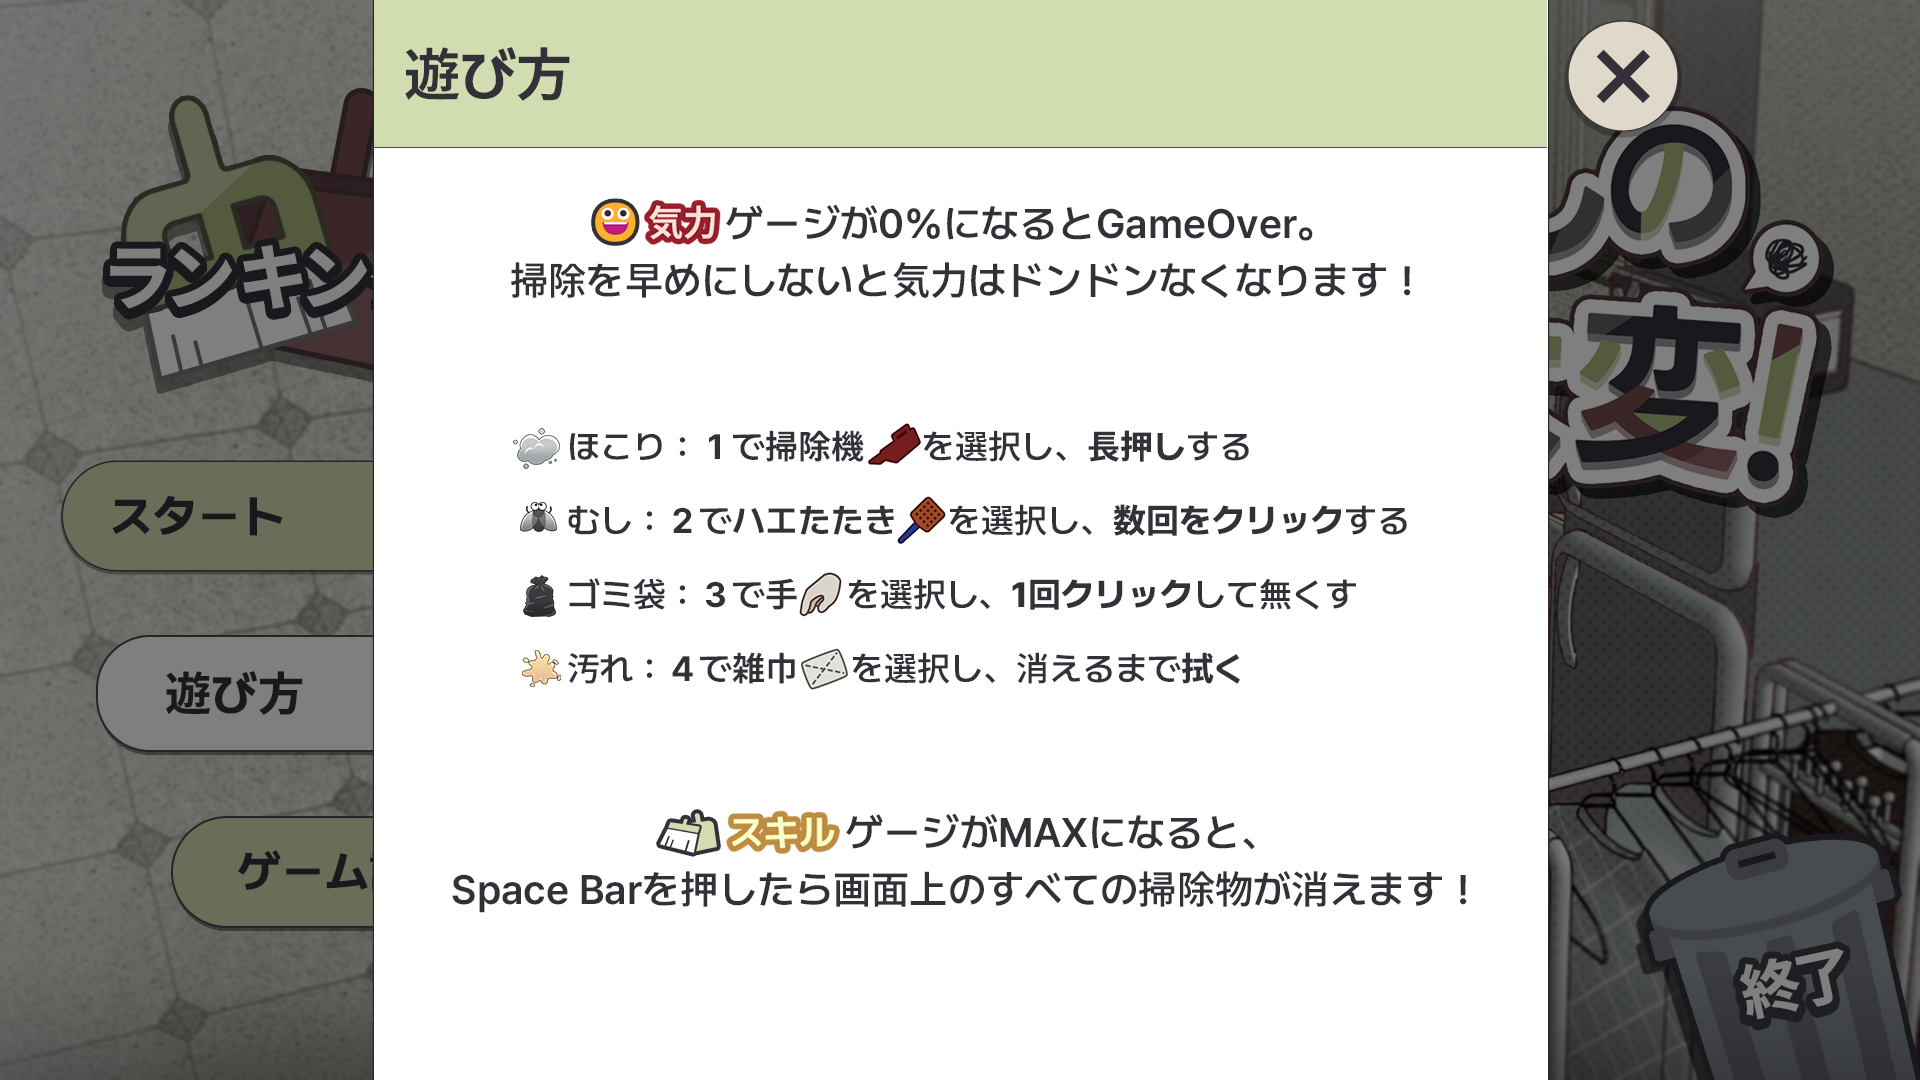 遊び方
気力ゲージが0%になるとGameOver。
掃除を早めにしないと気力はドンドンなくなります！
ほこり：1で掃除機を選択し、長押しする
むし：2でハエたたきを選択し、数回をクリックする
ゴミ袋：3で手を選択し、1回クリックして無くす
汚れ：4で雑巾を選択し、消えるまで拭く
スキルゲージがMAXになると、
Space Barを押したら画面上のすべての掃除物が消えます！
ランキン
スタート
遊び方
ゲーム
の
変!
終了